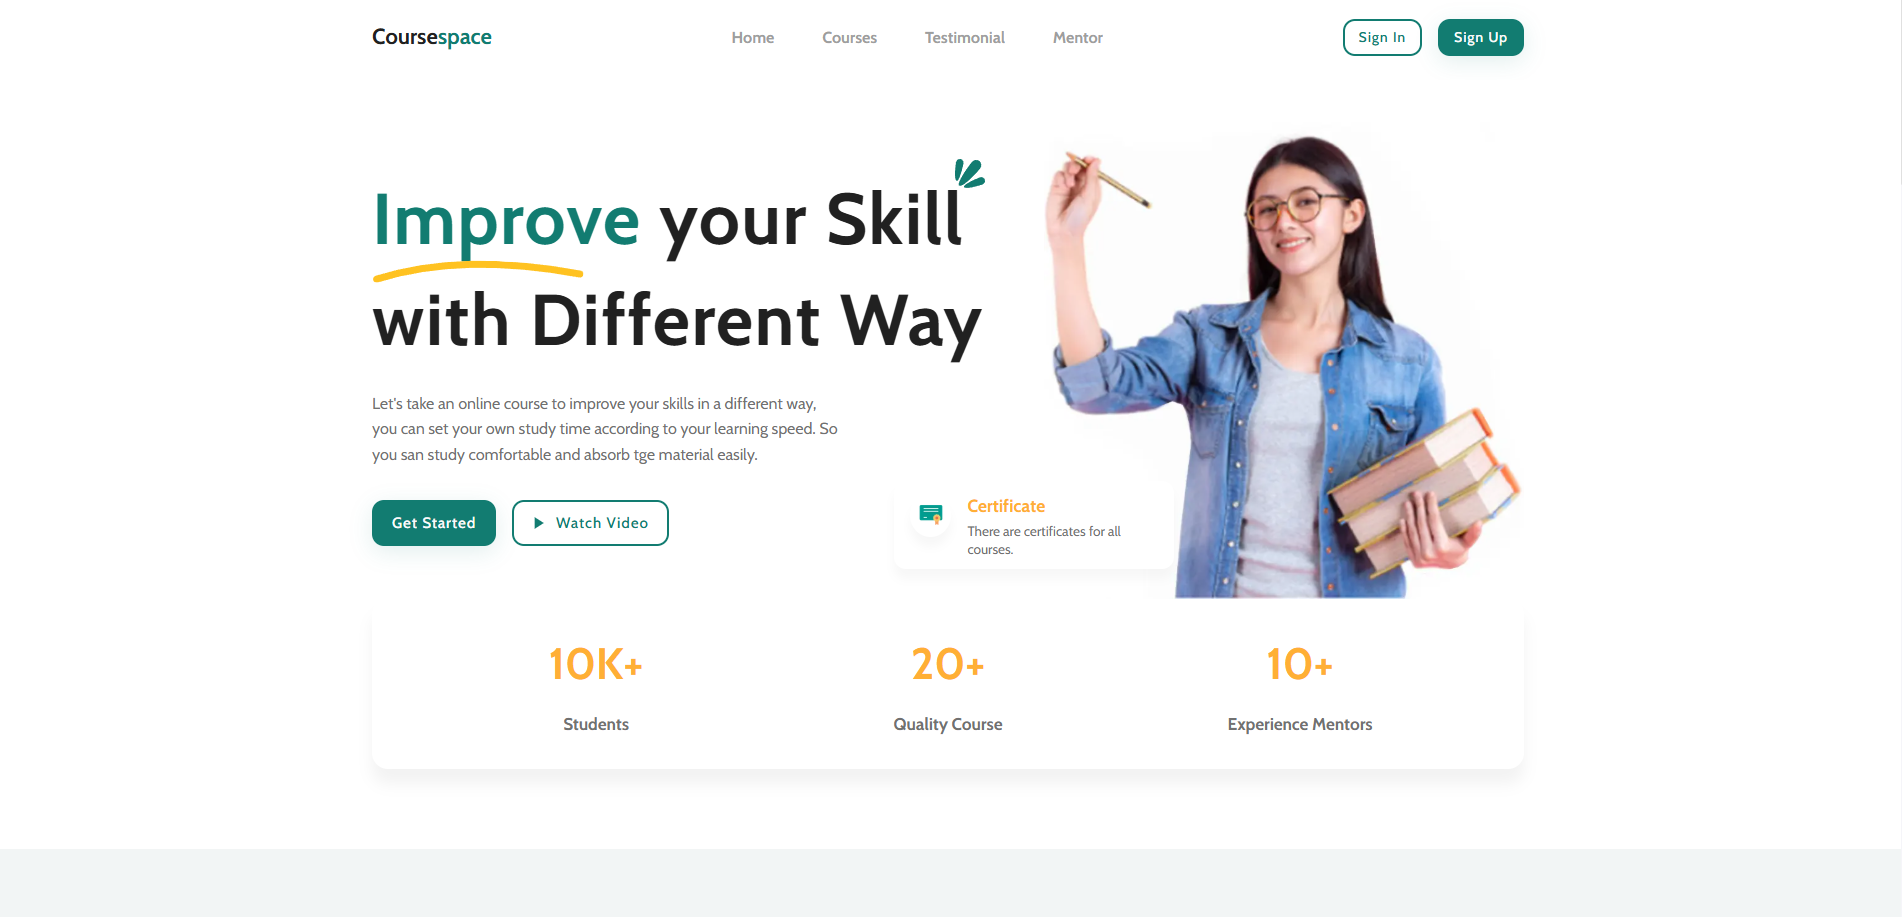 Coursespace
Home
Courses
Testimonial
Mentor
Sign In
Sign Up
Improve your Skill
with Different Way
Let's take an online course to improve your skills in a different way,
you can set your own study time according to your learning speed. So
you san study comfortable and absorb tge material easily.
Get Started
Watch Video
Certificate
There are certificates for all
courses.
10K+
Students
20+
Quality Course
10+
Experience Mentors